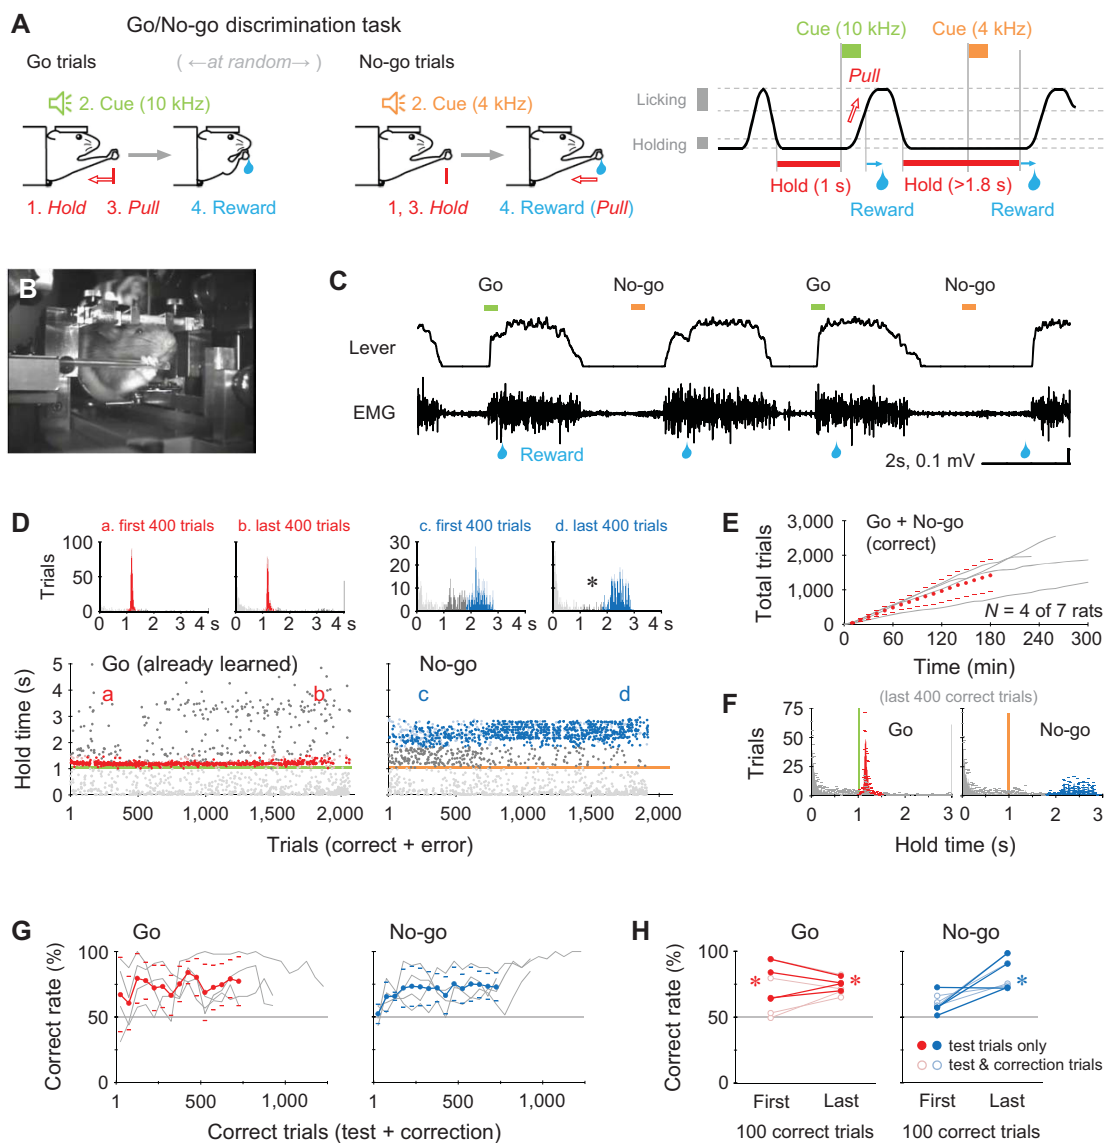 A
Go/No-go discrimination task
Go trials
( ←at random→ )
No-go trials
2. Cue (10 kHz)
2. Cue (4 kHz)
1. Hold
3. Pull
4. Reward
1, 3. Hold
4. Reward (Pull)
Cue (10 kHz)
Cue (4 kHz)
Pull
Licking
Holding
Hold (1 s)
Hold (>1.8 s)
Reward
Reward
B
C
Go
No-go
Go
No-go
Lever
EMG
Reward
2s, 0.1 mV
D
a. first 400 trials
b. last 400 trials
c. first 400 trials
d. last 400 trials
Trials
100
50
0
0 1 2 3 4 s
0 1 2 3 4 s
30
20
10
0
*
0 1 2 3 4 s
0 1 2 3 4 s
Hold time (s)
5
4
3
2
1
0
Go (already learned)
a
b
No-go
c
d
1 500 1,000 1,500 2,000
1 500 1,000 1,500 2,000
Trials (correct + error)
E
Total trials
3,000
2,000
1,000
0
Go + No-go
(correct)
N = 4 of 7 rats
0 60 120 180 240 300
Time (min)
F
(last 400 correct trials)
Trials
75
50
25
0
Go
No-go
0 1 2 3
0 1 2 3
Hold time (s)
G
Go
No-go
Correct rate (%)
100
50
0
1 500 1,000
1 500 1,000
Correct trials (test + correction)
H
Go
No-go
Correct rate (%)
100
50
0
*
*
*
test trials only
test & correction trials
First Last
First Last
100 correct trials
100 correct trials